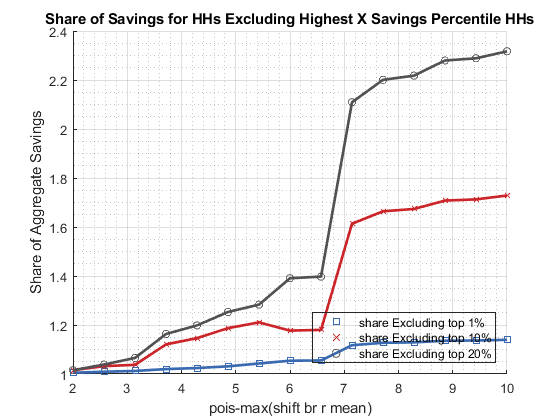 Share of Savings for HHs Excluding Highest X Savings Percentile HHs
2.4
2.2
2
1.8
1.6
1.4
1.2
1
Share of Aggregate Savings
share Excluding top 1%
share Excluding top 10%
share Excluding top 20%
2 3 4 5 6 7 8 9 10
pois-max(shift br r mean)